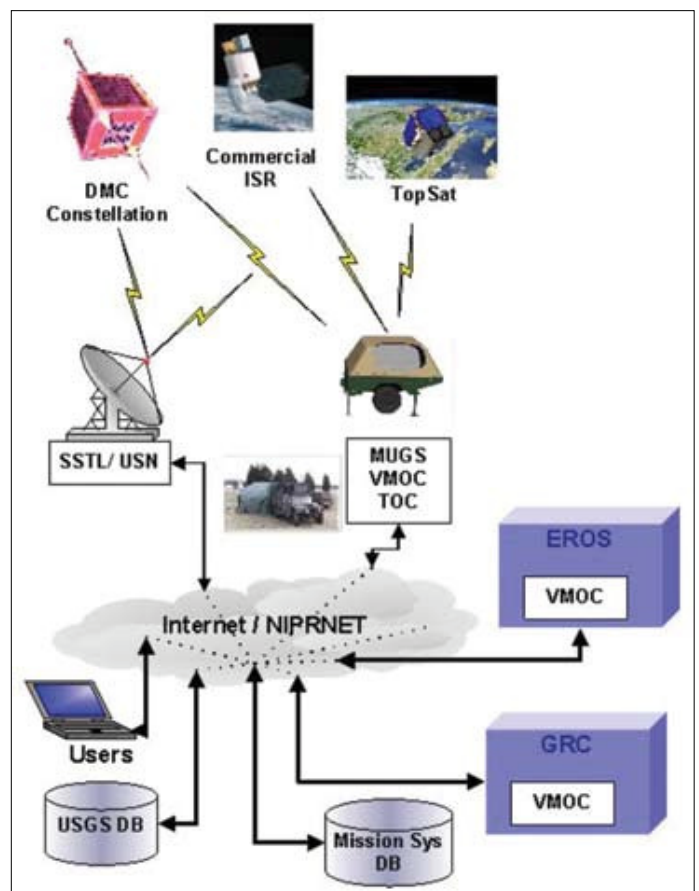 Commercial
ISR
DMC
Constellation
TopSat
SSTL/ USN
MUGS
VMOC
TOC
EROS
VMOC
Internet / NIPRNET
Users
GRC
VMOC
USGS DB
Mission Sys
DB